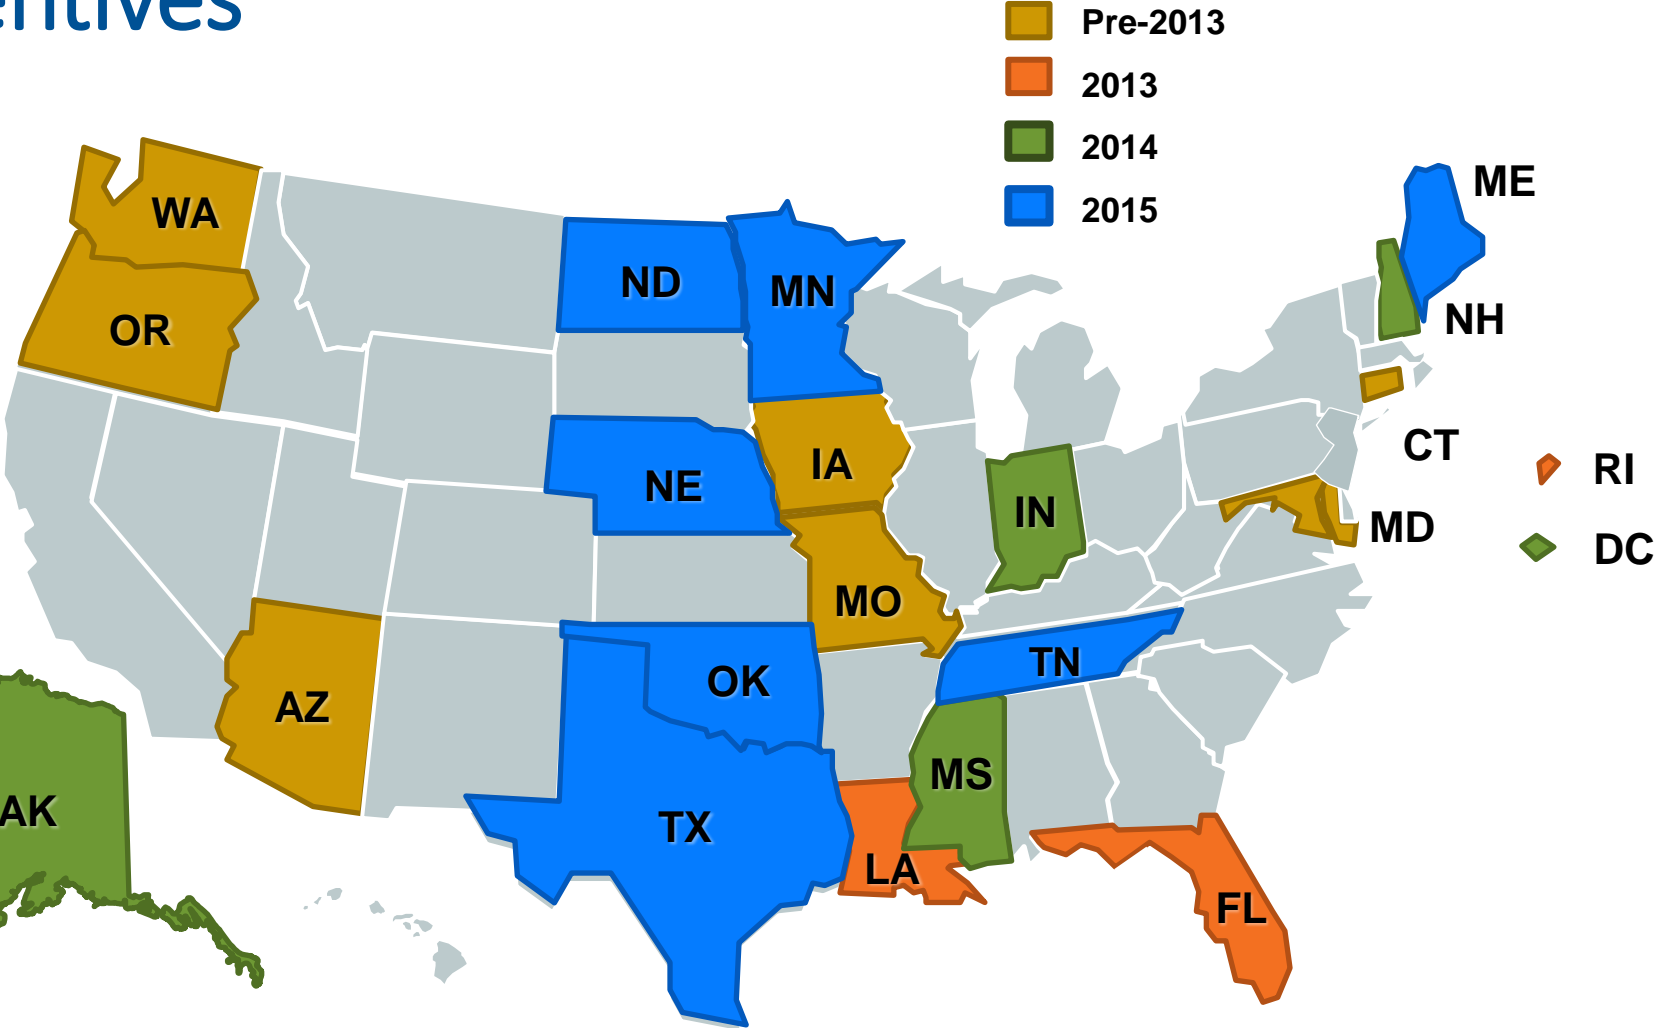 entives
Pre-2013
2013
2014
2015
ME
WA
ND
MN
OR
NH
CT
IA
RI
NE
IN
MD
DC
MO
TN
OK
AZ
MS
AK
TX
LA
FL